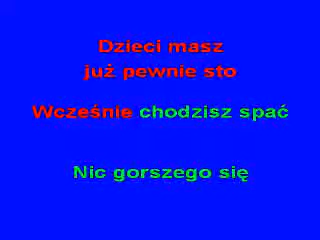 Dzieci masz
już pewnie sto
Wcześnie chodzisz spać
Nic gorszego się